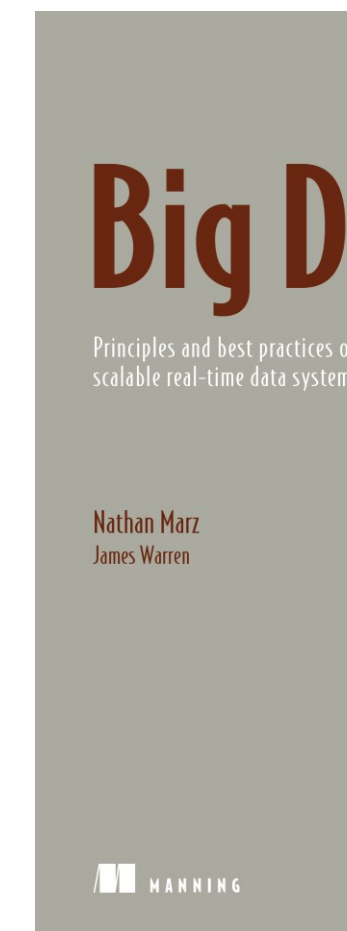 Big D
Principles and best practices o
scalable real-time data system
Nathan Marz
James Warren
MANNING